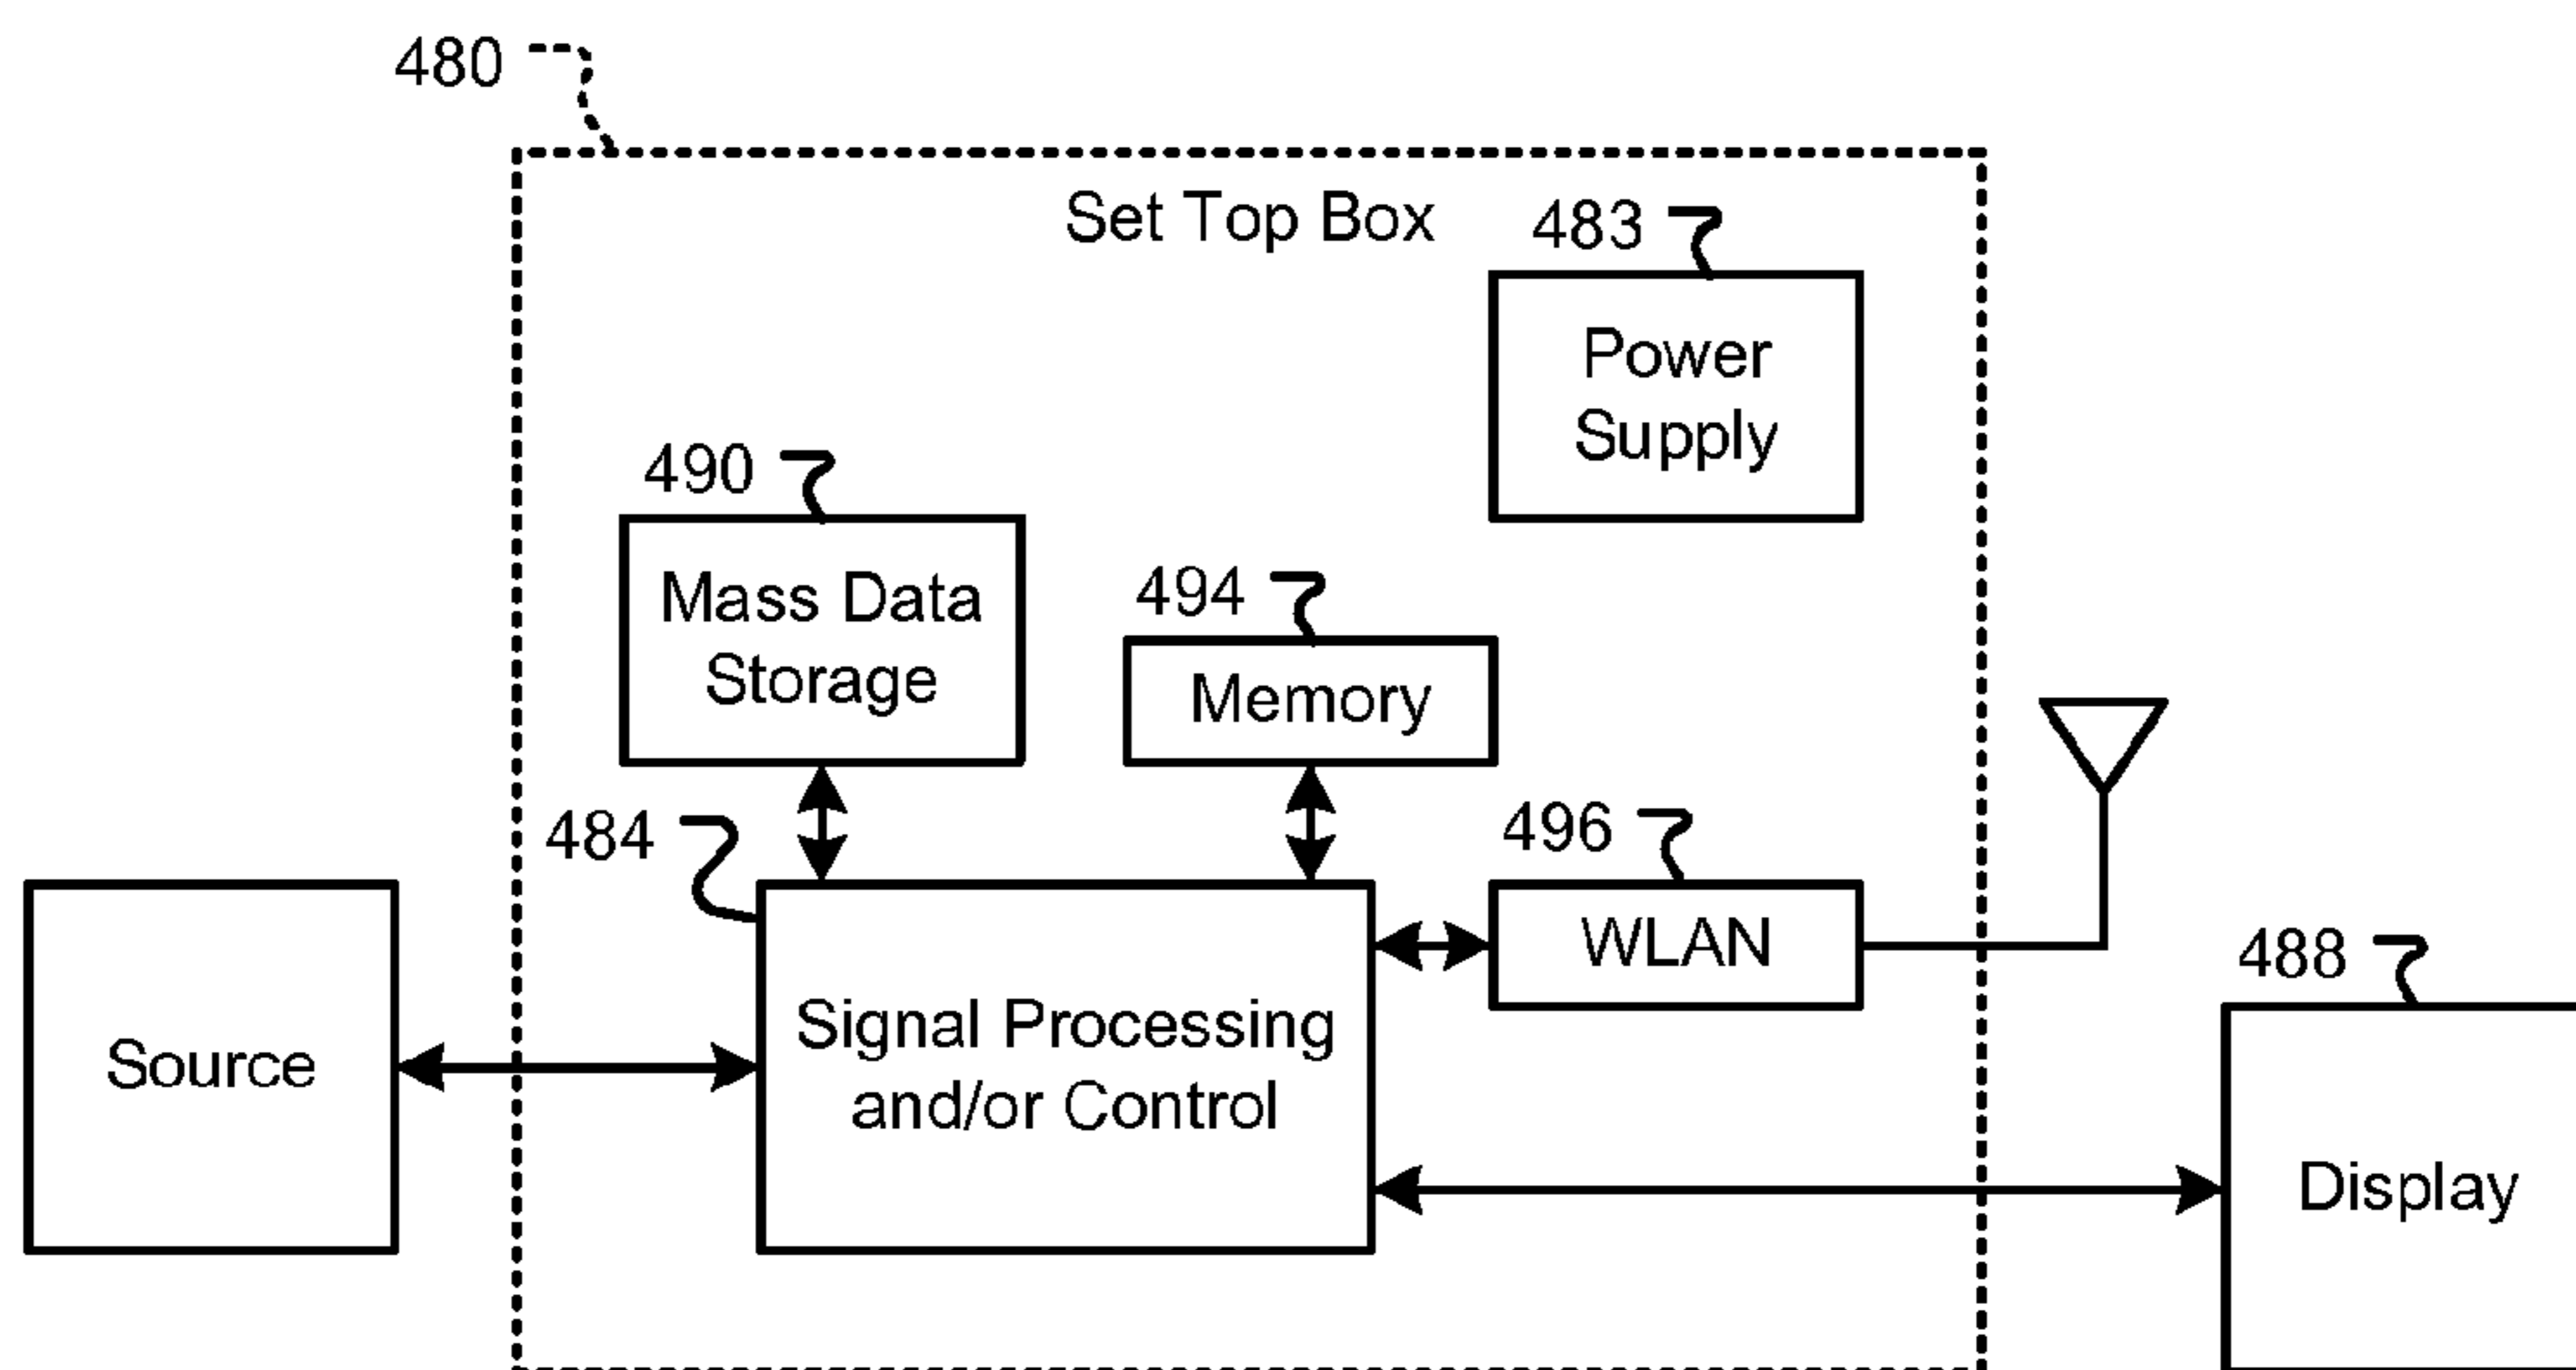 480
Set Top Box
483
Power
Supply
490
Mass Data
Storage
494
Memory
484
496
WLAN
Source
Signal Processing
and/or Control
488
Display